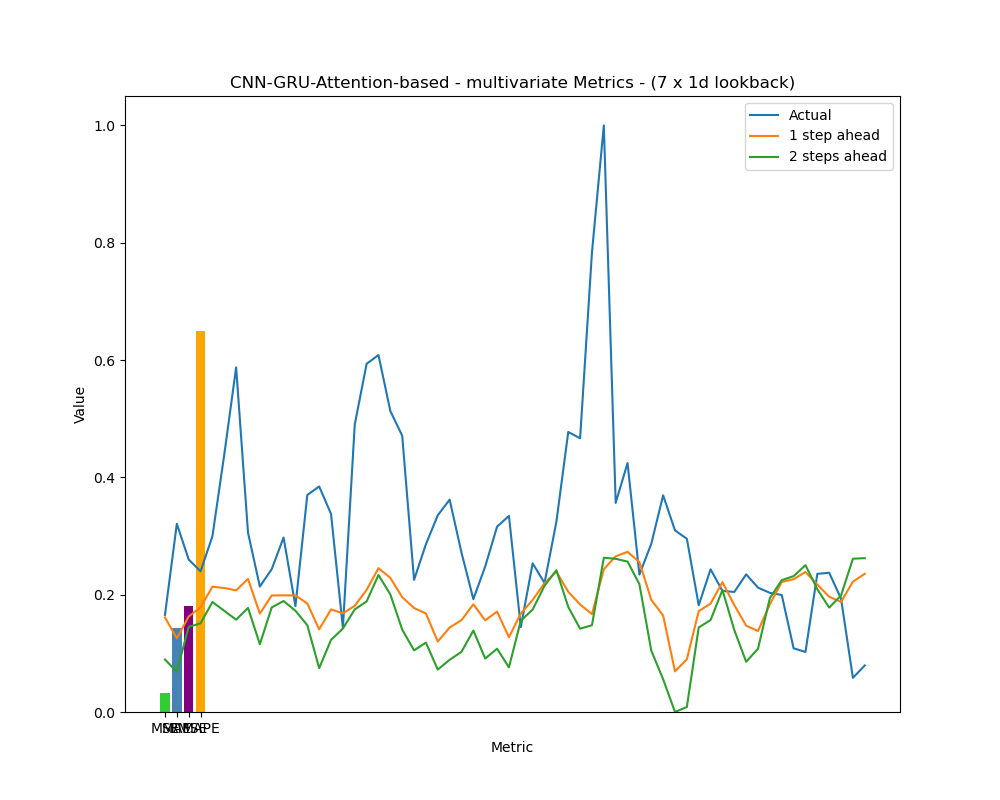 CNN-GRU-Attention-based - multivariate Metrics - (7 x 1d lookback)
Actual
1 step ahead
2 steps ahead
1.0
0.8
0.6
0.4
0.2
0.0
Value
Metric